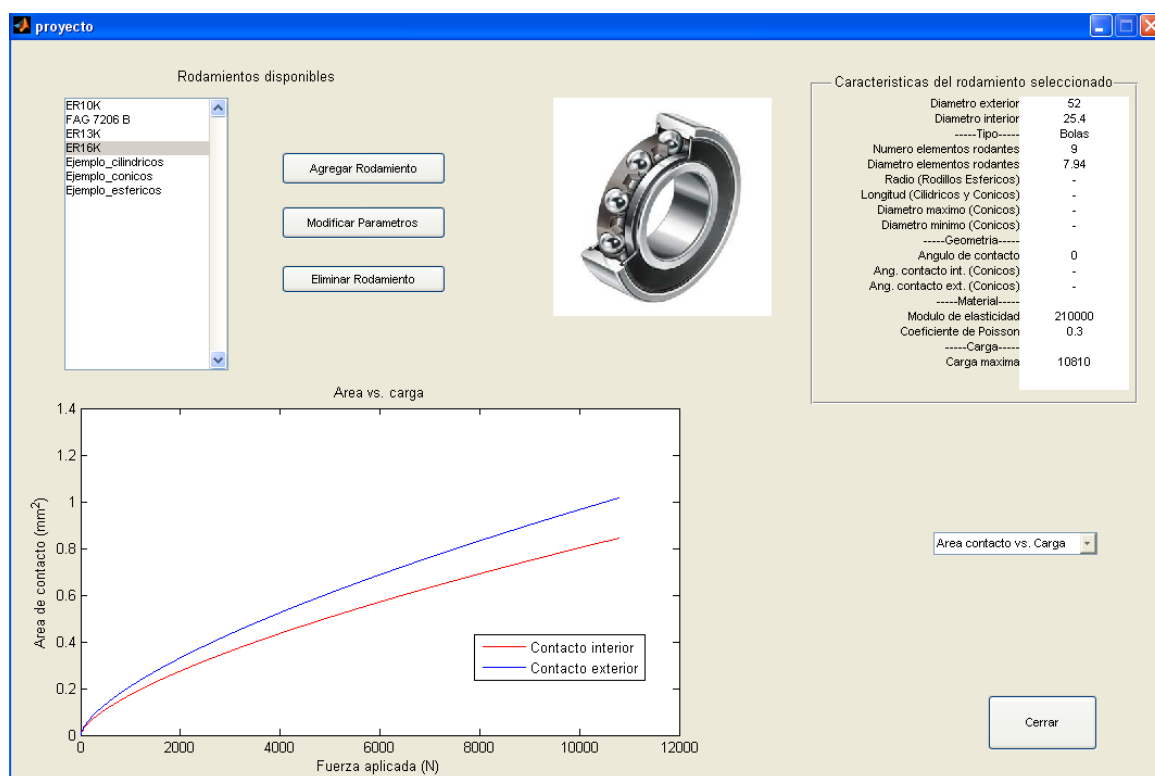 proyecto
Rodamientos disponibles
ER10K
FAG 7206 B
ER13K
ER16K
Ejemplo_cilindricos
Ejemplo_conicos
Ejemplo_esfericos
Agregar Rodamiento
Modificar Parametros
Eliminar Rodamiento
Caracteristicas del rodamiento seleccionado
Diametro exterior 52
Diametro interior 25.4
-----Tipo----- Bolas
Numero elementos rodantes 9
Diametro elementos rodantes 7.94
Radio (Rodillos Esfericos) -
Longitud (Cilidricos y Conicos) -
Diametro maximo (Conicos) -
Diametro minimo (Conicos) -
-----Geometria-----
Angulo de contacto 0
Ang. contacto int. (Conicos) -
Ang. contacto ext. (Conicos) -
-----Material-----
Modulo de elasticidad 210000
Coeficiente de Poisson 0.3
-----Carga-----
Carga maxima 10810
Area vs. carga
1.4
1.2
1
0.8
0.6
0.4
0.2
0
Area de contacto (mm²)
Contacto interior
Contacto exterior
0 2000 4000 6000 8000 10000 12000
Fuerza aplicada (N)
Area contacto vs. Carga
Cerrar